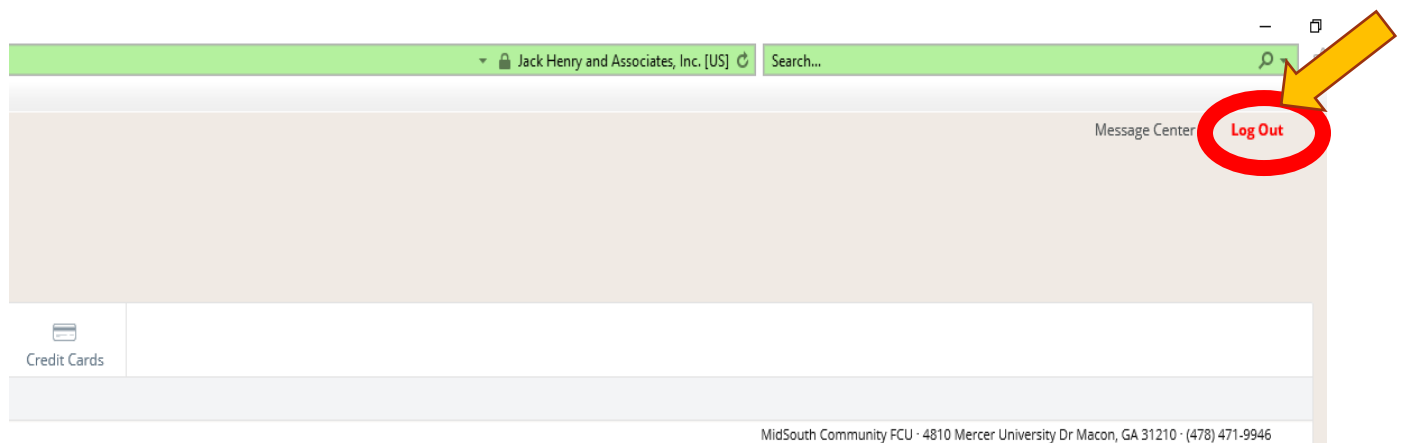 Jack Henry and Associates, Inc. [US] Search...
Message Center Log Out
Credit Cards
MidSouth Community FCU · 4810 Mercer University Dr Macon, GA 31210 · (478) 471-9946